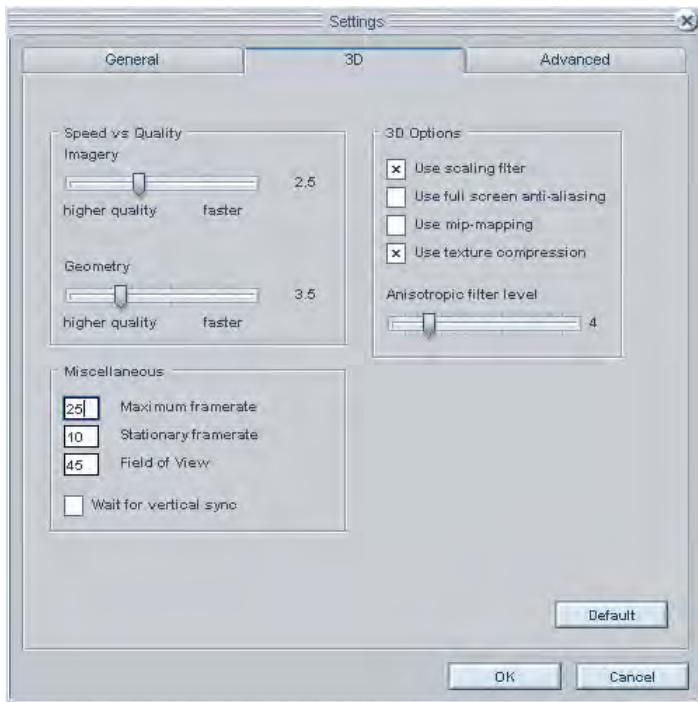 Settings
General
3D
Advanced
Speed vs Quality
Imagery
2.5
higher quality faster
Geometry
3.5
higher quality faster
3D Options
Use scaling filter
Use full screen anti-aliasing
Use mip-mapping
Use texture compression
Anisotropic filter level
4
Miscellaneous
25 Maximum framerate
10 Stationary framerate
45 Field of View
Wait for vertical sync
Default
OK
Cancel